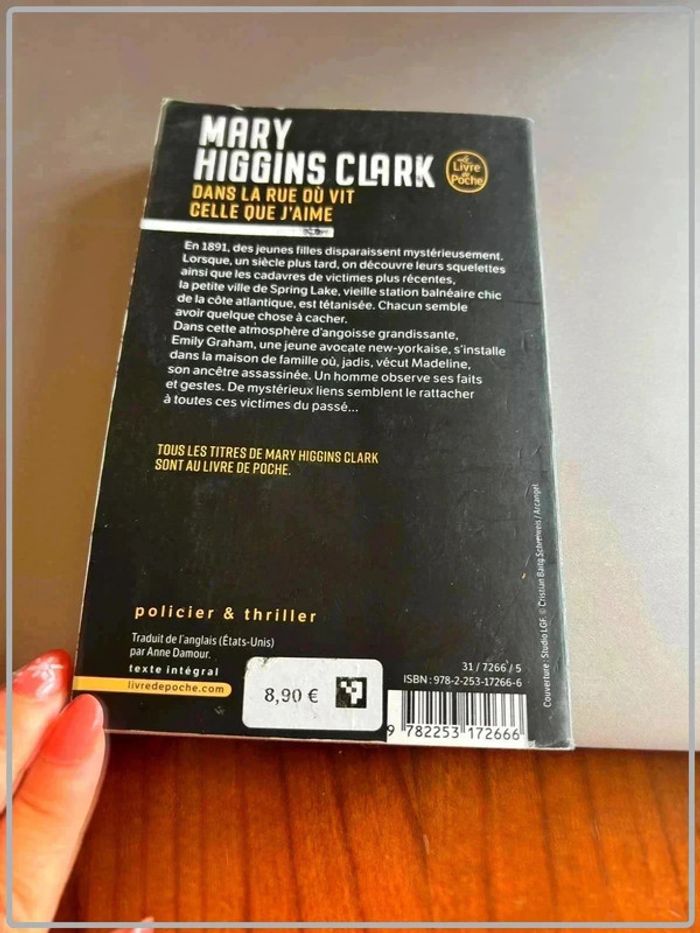 MARY
HIGGINS CLARK
Le
Livre
de
Poche
DANS LA RUE OÙ VIT
CELLE QUE J'AIME
En 1891, des jeunes filles disparaissent mystérieusement.
Lorsque, un siècle plus tard, on découvre leurs squelettes
ainsi que les cadavres de victimes plus récentes,
la petite ville de Spring Lake, vieille station balnéaire chic
de la côte atlantique, est tétanisée. Chacun semble
avoir quelque chose à cacher.
Dans cette atmosphère d'angoisse grandissante,
Emily Graham, une jeune avocate new-yorkaise, s'installe
dans la maison de famille où, jadis, vécut Madeline,
son ancêtre assassinée. Un homme observe ses faits
et gestes. De mystérieux liens semblent le rattacher
à toutes ces victimes du passé...
TOUS LES TITRES DE MARY HIGGINS CLARK
SONT AU LIVRE DE POCHE.
policier & thriller
Traduit de l'anglais (États-Unis)
par Anne Damour.
texte intégral
livredepoche.com
8,90 €
31 / 7266 / 5
ISBN : 978-2-253-17266-6
9 782253 172666
Couverture : Studio LGF. © Cristian Baitg Schreiweis / Arcangel.